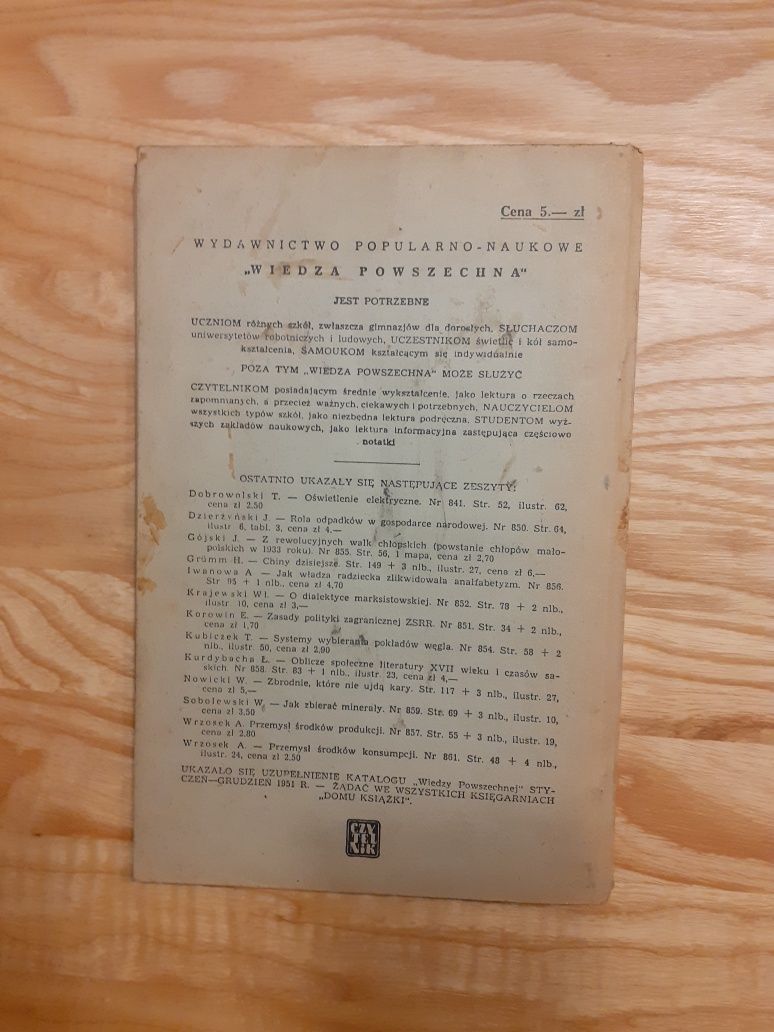 Cena 5.— zł
WYDAWNICTWO POPULARNO-NAUKOWE
„WIEDZA POWSZECHNA"
JEST POTRZEBNE
UCZNIOM różnych szkół, zwłaszcza gimnazjów dla dorosłych, SŁUCHACZOM
uniwersytetów robotniczych i ludowych, UCZESTNIKOM świetlic i kół samo-
kształcenia, SAMOUKOM kształcącym się indywidualnie
POZA TYM „WIEDZA POWSZECHNA" MOŻE SŁUŻYĆ
CZYTELNIKOM posiadającym średnie wykształcenie, jako lektura o rzeczach
zapomnianych, a przecież ważnych, ciekawych i potrzebnych, NAUCZYCIELOM
wszystkich typów szkół, jako niezbędna lektura podręczna, STUDENTOM wyż-
szych zakładów naukowych, jako lektura informacyjna zastępująca częściowo
notatki
OSTATNIO UKAZAŁY SIĘ NASTĘPUJĄCE ZESZYTY:
Dobrowolski T. — Oświetlenie elektryczne. Nr 841. Str. 52, ilustr. 62,
cena zł 2.50
Dzierżyński J. — Rola odpadków w gospodarce narodowej. Nr 850. Str. 64,
ilustr 6, tabl. 3, cena zł 4.—
Gójski J. — Z rewolucyjnych walk chłopskich (powstanie chłopów mało-
polskich w 1933 roku). Nr 855. Str. 56, 1 mapa, cena zł 2,70
Grümm H. — Chiny dzisiejsze. Str. 149 + 3 nlb., ilustr. 27, cena zł 6,—
Iwanowa A — Jak władza radziecka zlikwidowała analfabetyzm. Nr 856.
Str 95 + 1 nlb., cena zł 4,70
Krajewski Wł. — O dialektyce marksistowskiej. Nr 852. Str. 78 + 2 nlb.,
ilustr 10, cena zł 3,—
Korowin E. — Zasady polityki zagranicznej ZSRR. Nr 851. Str. 34 + 2 nlb.,
cena zł 1,70
Kubiczek T. — Systemy wybierania pokładów węgla. Nr 854. Str. 58 + 2
nlb., ilustr. 50, cena zł 2,90
Kurdybacha Ł. — Oblicze społeczne literatury XVII wieku i czasów sa-
skich. Nr 858. Str. 83 + 1 nlb., ilustr. 23, cena zł 4,—
Nowicki W. — Zbrodnie, które nie ujdą kary. Str. 117 + 3 nlb., ilustr. 27,
cena zł 5,—
Sobolewski W. — Jak zbierać minerały. Nr 859. Str. 69 + 3 nlb., ilustr. 10,
cena zł 3.50
Wrzosek A. Przemysł środków produkcji. Nr 857. Str. 55 + 3 nlb., ilustr. 19,
cena zł 2.80
Wrzosek A. — Przemysł środków konsumpcji. Nr 861. Str. 48 + 4 nlb.,
ilustr. 24, cena zł 2.50
UKAZAŁO SIĘ UZUPEŁNIENIE KATALOGU „Wiedzy Powszechnej" STY-
CZEŃ—GRUDZIEŃ 1951 R. — ŻĄDAĆ WE WSZYSTKICH KSIĘGARNIACH
„DOMU KSIĄŻKI".
CZY
TEL
NIK